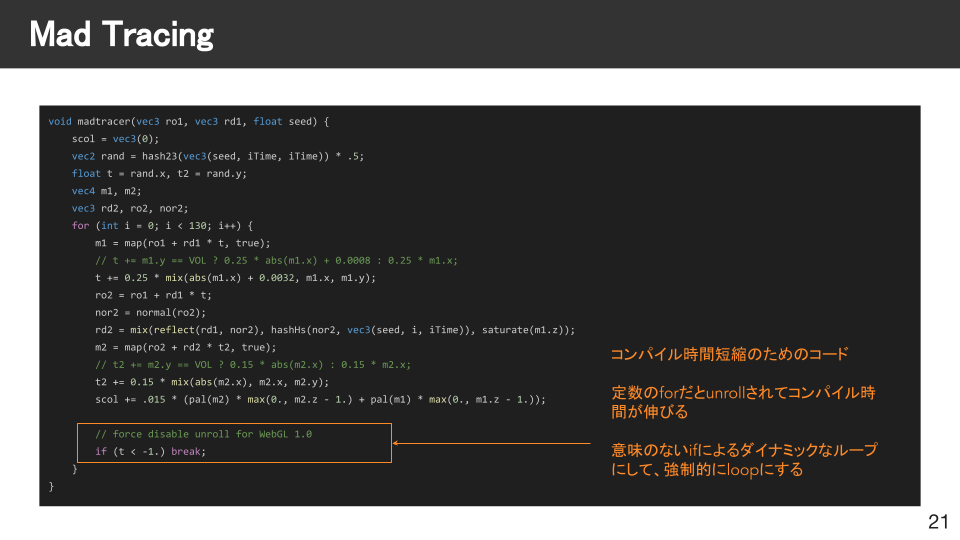 Mad Tracing
void madtracer(vec3 ro1, vec3 rd1, float seed) {
    scol = vec3(0);
    vec2 rand = hash23(vec3(seed, iTime, iTime)) * .5;
    float t = rand.x, t2 = rand.y;
    vec4 m1, m2;
    vec3 rd2, ro2, nor2;
    for (int i = 0; i < 130; i++) {
        m1 = map(ro1 + rd1 * t, true);
        // t += m1.y == VOL ? 0.25 * abs(m1.x) + 0.0008 : 0.25 * m1.x;
        t += 0.25 * mix(abs(m1.x) + 0.0032, m1.x, m1.y);
        ro2 = ro1 + rd1 * t;
        nor2 = normal(ro2);
        rd2 = mix(reflect(rd1, nor2), hashHs(nor2, vec3(seed, i, iTime)), saturate(m1.z));
        m2 = map(ro2 + rd2 * t2, true);
        // t2 += m2.y == VOL ? 0.15 * abs(m2.x) : 0.15 * m2.x;
        t2 += 0.15 * mix(abs(m2.x), m2.x, m2.y);
        scol += .015 * (pal(m2) * max(0., m2.z - 1.) + pal(m1) * max(0., m1.z - 1.));
        // force disable unroll for WebGL 1.0
        if (t < -1.) break;
    }
}
コンパイル時間短縮のためのコード
定数のforだとunrollされてコンパイル時
間が伸びる
意味のないifによるダイナミックなループ
にして、強制的にloopにする
21